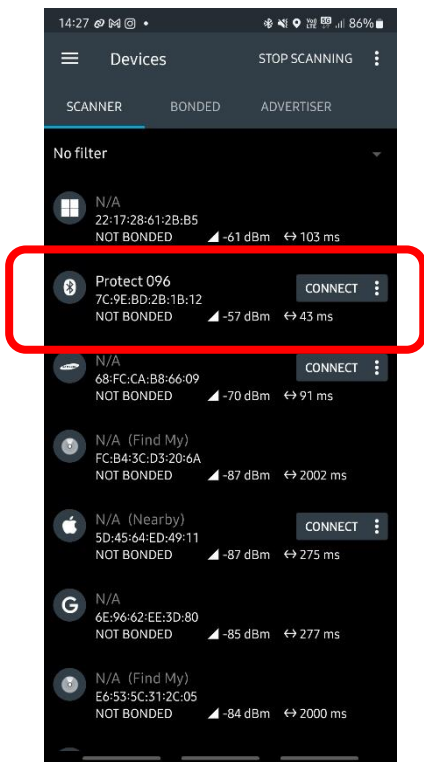 14:27 86%
Devices STOP SCANNING
SCANNER BONDED ADVERTISER
No filter
N/A
22:17:28:61:2B:B5
NOT BONDED -61 dBm ↔ 103 ms
Protect 096 CONNECT
7C:9E:BD:2B:1B:12
NOT BONDED -57 dBm ↔ 43 ms
N/A CONNECT
68:FC:CA:B8:66:09
NOT BONDED -70 dBm ↔ 91 ms
N/A (Find My)
FC:B4:3C:D3:20:6A
NOT BONDED -87 dBm ↔ 2002 ms
N/A (Nearby) CONNECT
5D:45:64:ED:49:11
NOT BONDED -87 dBm ↔ 275 ms
G N/A
6E:96:62:EE:3D:80
NOT BONDED -85 dBm ↔ 277 ms
N/A (Find My)
E6:53:5C:31:2C:05
NOT BONDED -84 dBm ↔ 2000 ms